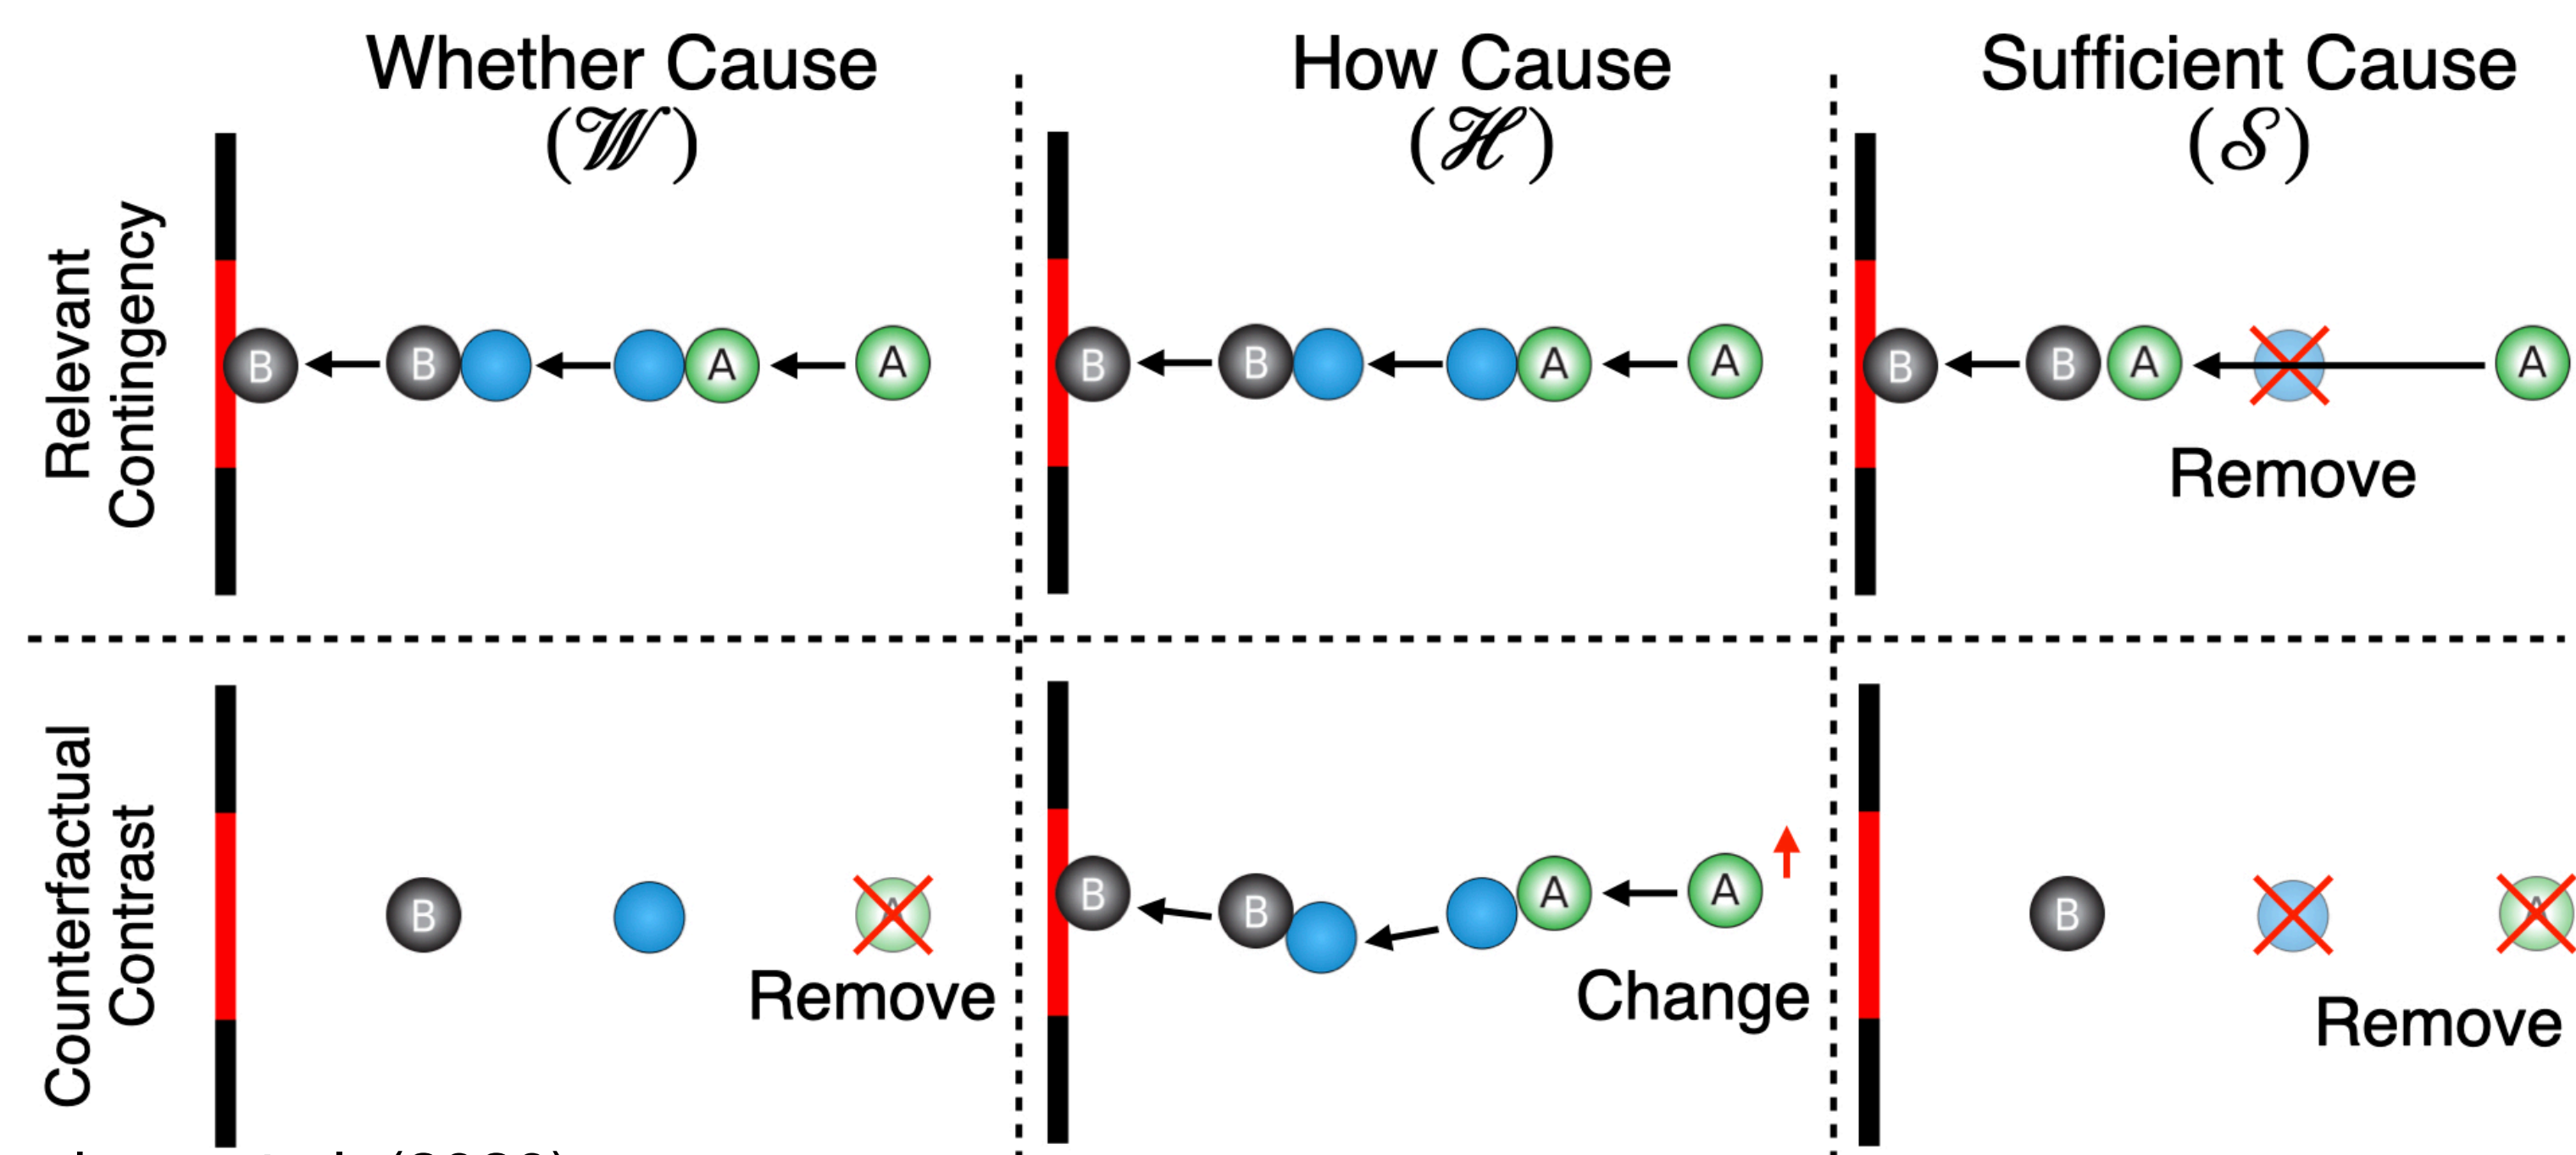 Whether Cause
(𝒲)
How Cause
(ℋ)
Sufficient Cause
(𝒮)
Relevant
Contingency
B
B
A
A
B
B
A
A
B
B
A
A
Remove
Counterfactual
Contrast
B
A
Remove
B
B
A
A
Change
B
A
Remove